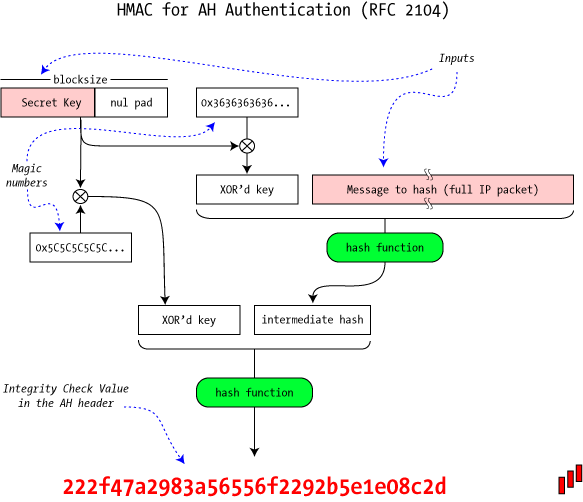 HMAC for AH Authentication (RFC 2104)
Inputs
blocksize
Secret Key
nul pad
0x3636363636...
Magic
numbers
XOR'd key
Message to hash (full IP packet)
0x5C5C5C5C5C...
hash function
XOR'd key
intermediate hash
Integrity Check Value
in the AH header
hash function
222f47a2983a56556f2292b5e1e08c2d